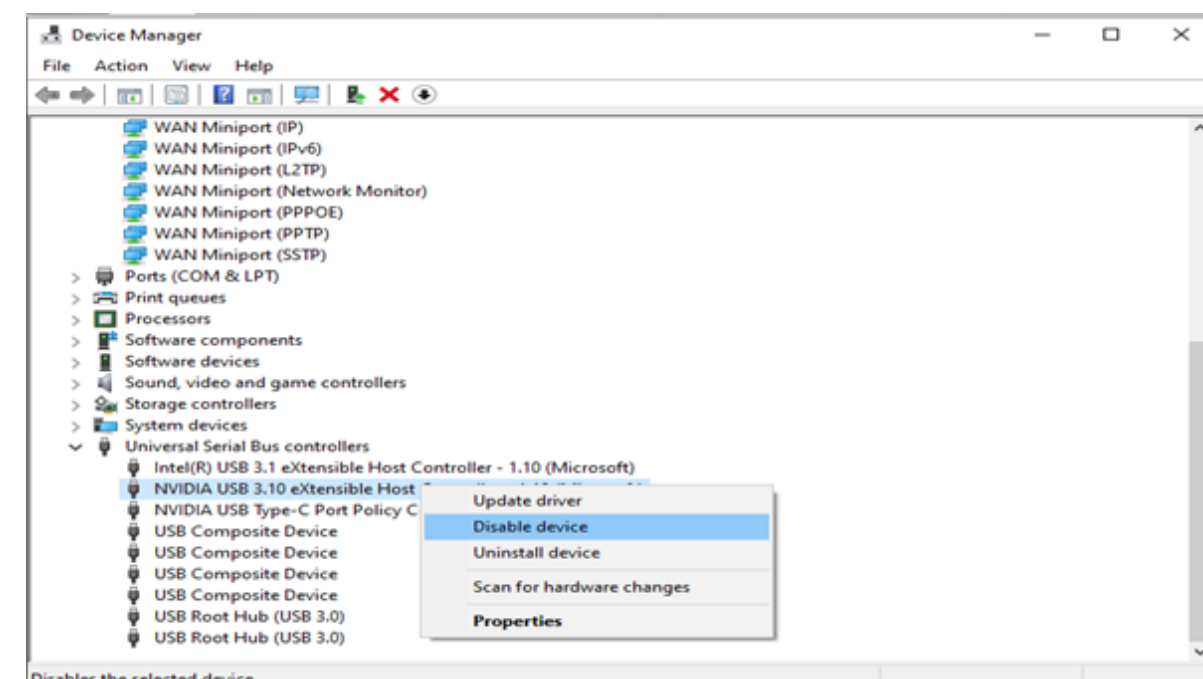 Device Manager
File Action View Help
WAN Miniport (IP)
WAN Miniport (IPv6)
WAN Miniport (L2TP)
WAN Miniport (Network Monitor)
WAN Miniport (PPPOE)
WAN Miniport (PPTP)
WAN Miniport (SSTP)
Ports (COM & LPT)
Print queues
Processors
Software components
Software devices
Sound, video and game controllers
Storage controllers
System devices
Universal Serial Bus controllers
Intel(R) USB 3.1 eXtensible Host Controller - 1.10 (Microsoft)
NVIDIA USB 3.10 eXtensible Host
NVIDIA USB Type-C Port Policy C
USB Composite Device
USB Composite Device
USB Composite Device
USB Composite Device
USB Root Hub (USB 3.0)
USB Root Hub (USB 3.0)
Update driver
Disable device
Uninstall device
Scan for hardware changes
Properties
Disables the selected device